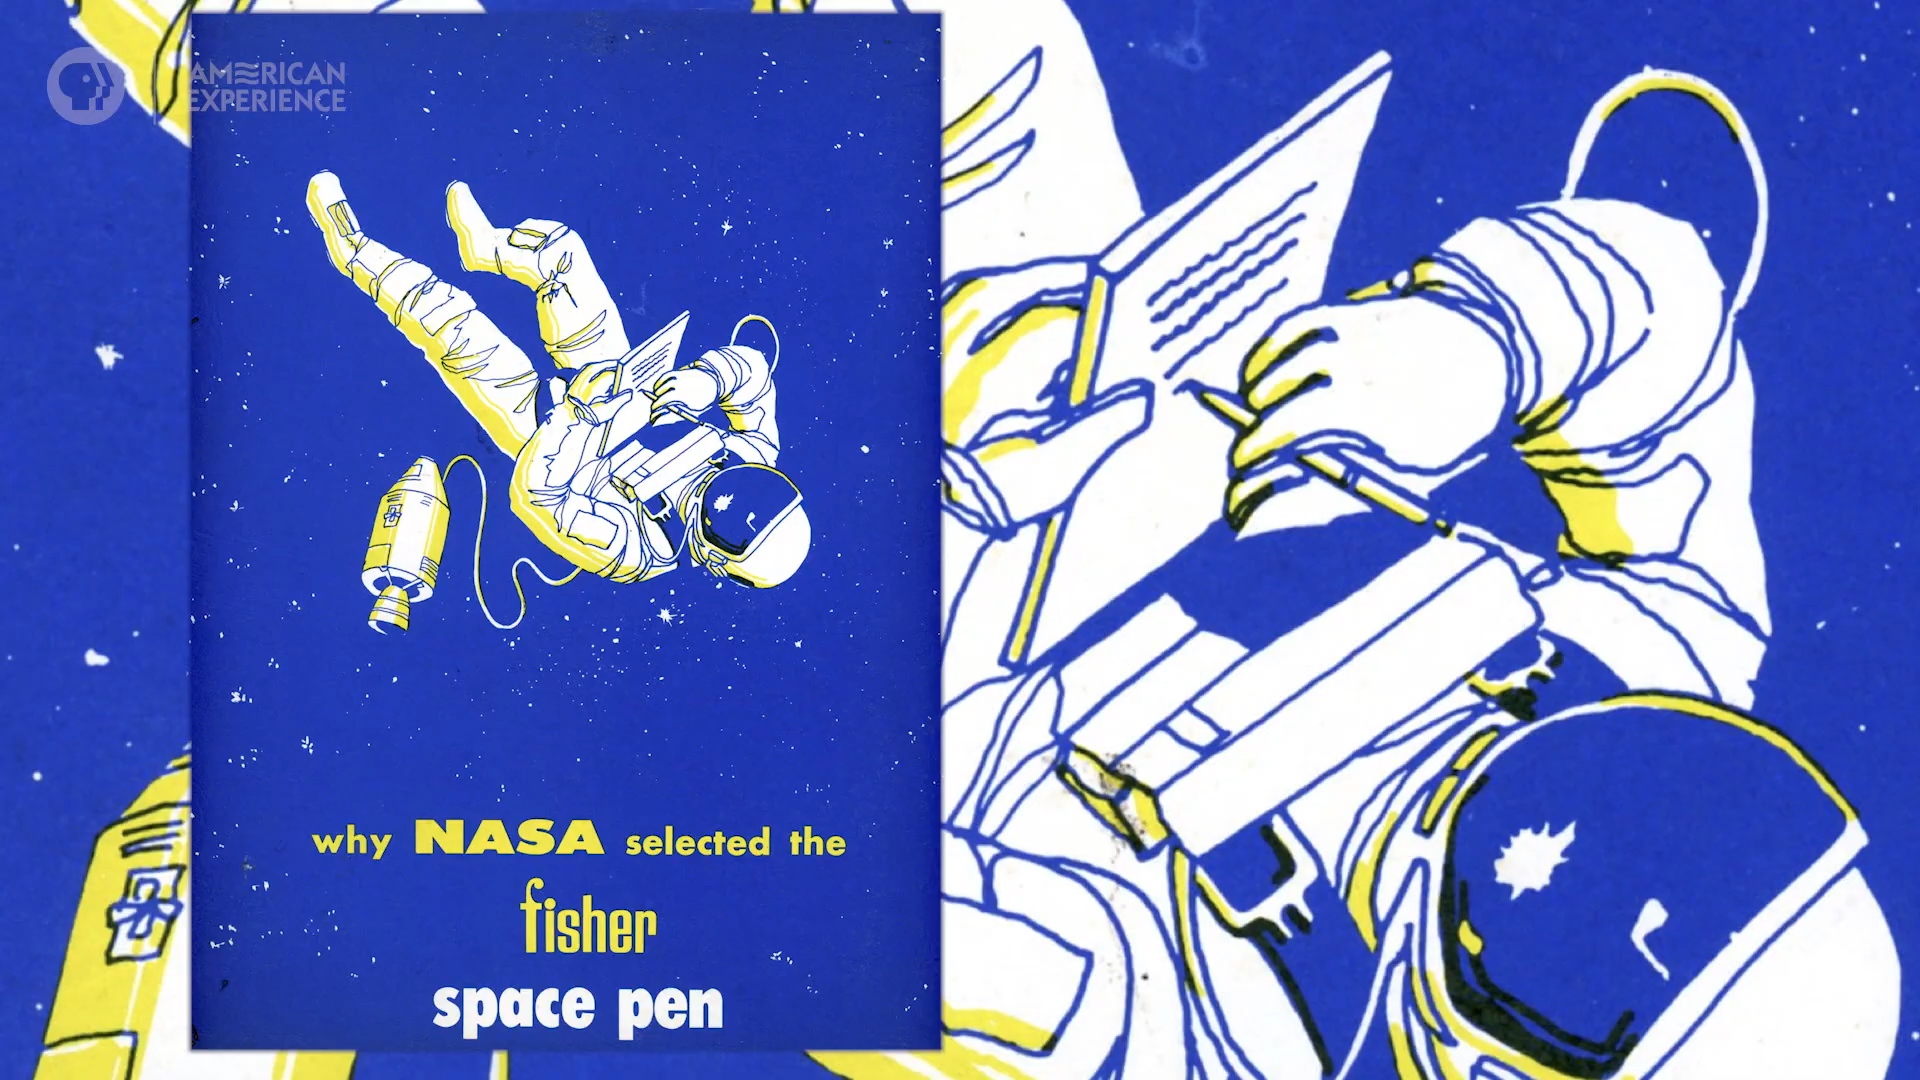 AMERICAN
EXPERIENCE
why NASA selected the
fisher
space pen